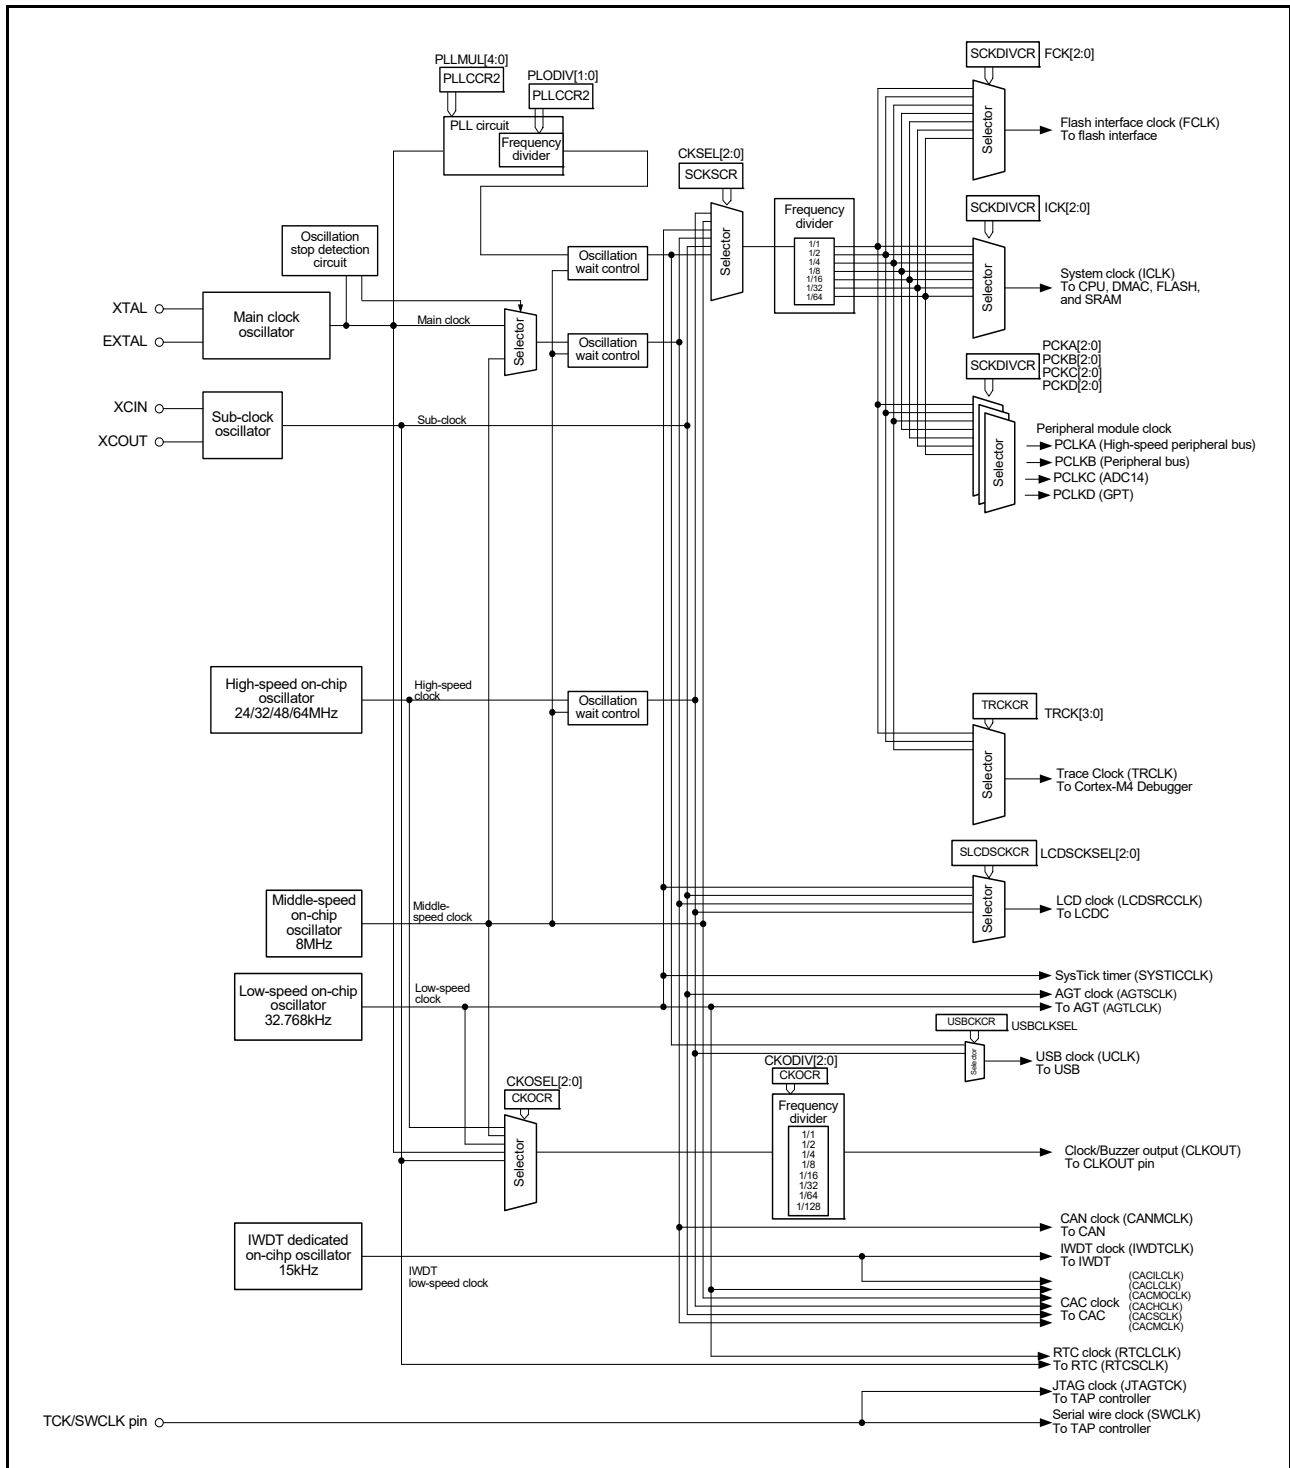 PLLMUL[4:0]
PLLCCR2
PLODIV[1:0]
PLLCCR2
PLL circuit
Frequency
divider
SCKDIVCR
FCK[2:0]
Selector
Flash interface clock (FCLK)
To flash interface
CKSEL[2:0]
SCKSCR
Selector
Frequency
divider
1/1
1/2
1/4
1/8
1/16
1/32
1/64
SCKDIVCR
ICK[2:0]
Selector
System clock (ICLK)
To CPU, DMAC, FLASH,
and SRAM
Oscillation
stop detection
circuit
Oscillation
wait control
XTAL
EXTAL
Main clock
oscillator
Main clock
Selector
Oscillation
wait control
PCKA[2:0]
PCKB[2:0]
PCKC[2:0]
PCKD[2:0]
SCKDIVCR
Selector
Peripheral module clock
PCLKA (High-speed peripheral bus)
PCLKB (Peripheral bus)
PCLKC (ADC14)
PCLKD (GPT)
XCIN
XCOUT
Sub-clock
oscillator
Sub-clock
High-speed on-chip
oscillator
24/32/48/64MHz
High-speed
clock
Oscillation
wait control
TRCKCR
TRCK[3:0]
Selector
Trace Clock (TRCLK)
To Cortex-M4 Debugger
SLCDSCKCR
LCDSCKSEL[2:0]
Selector
LCD clock (LCDSRCCLK)
To LCDC
Middle-speed
on-chip
oscillator
8MHz
Middle-
speed clock
Low-speed on-chip
oscillator
32.768kHz
Low-speed
clock
SysTick timer (SYSTICCLK)
AGT clock (AGTSCLK)
To AGT (AGTLCLK)
USBCKCR
USBCLKSEL
Selector
USB clock (UCLK)
To USB
CKOSEL[2:0]
CKOCR
Selector
CKODIV[2:0]
CKOCR
Frequency
divider
1/1
1/2
1/4
1/8
1/16
1/32
1/64
1/128
Clock/Buzzer output (CLKOUT)
To CLKOUT pin
CAN clock (CANMCLK)
To CAN
IWDT dedicated
on-cihp oscillator
15kHz
IWDT
low-speed clock
IWDT clock (IWDTCLK)
To IWDT
CAC clock
To CAC
(CACILCLK)
(CACLCLK)
(CACMOCLK)
(CACHCLK)
(CACSCLK)
(CACMCLK)
RTC clock (RTCLCLK)
To RTC (RTCSCLK)
JTAG clock (JTAGTCK)
To TAP controller
TCK/SWCLK pin
Serial wire clock (SWCLK)
To TAP controller